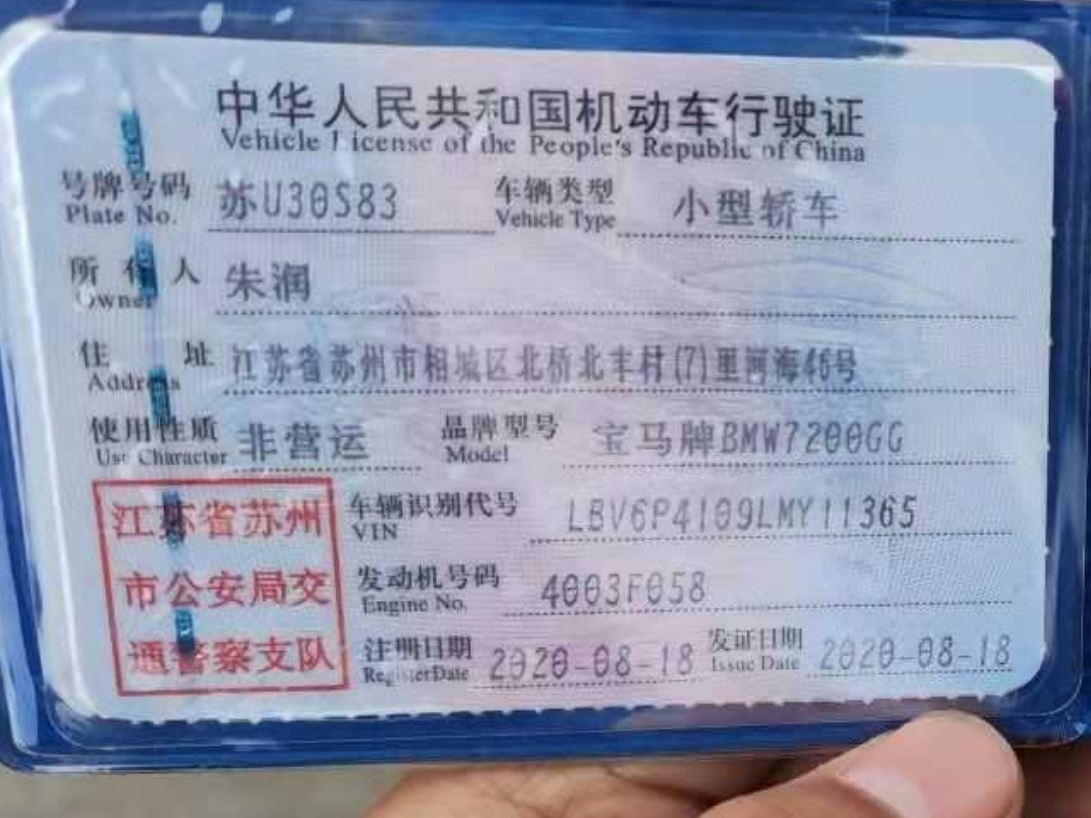 中华人民共和国机动车行驶证
Vehicle License of the People's Republic of China
号牌号码 苏U30S83 车辆类型 小型轿车
Plate No. Vehicle Type
所有人 朱润
Owner
住址 江苏省苏州市相城区北桥北丰村(7)里河海46号
Address
使用性质 非营运 品牌型号 宝马牌BMW7200GG
Use Character Model
江苏省苏州 车辆识别代号 LBV6P4109LMY11365
VIN
市公安局交 发动机号码 4003F058
Engine No.
通警察支队 注册日期 2020-08-18 发证日期 2020-08-18
Register Date Issue Date